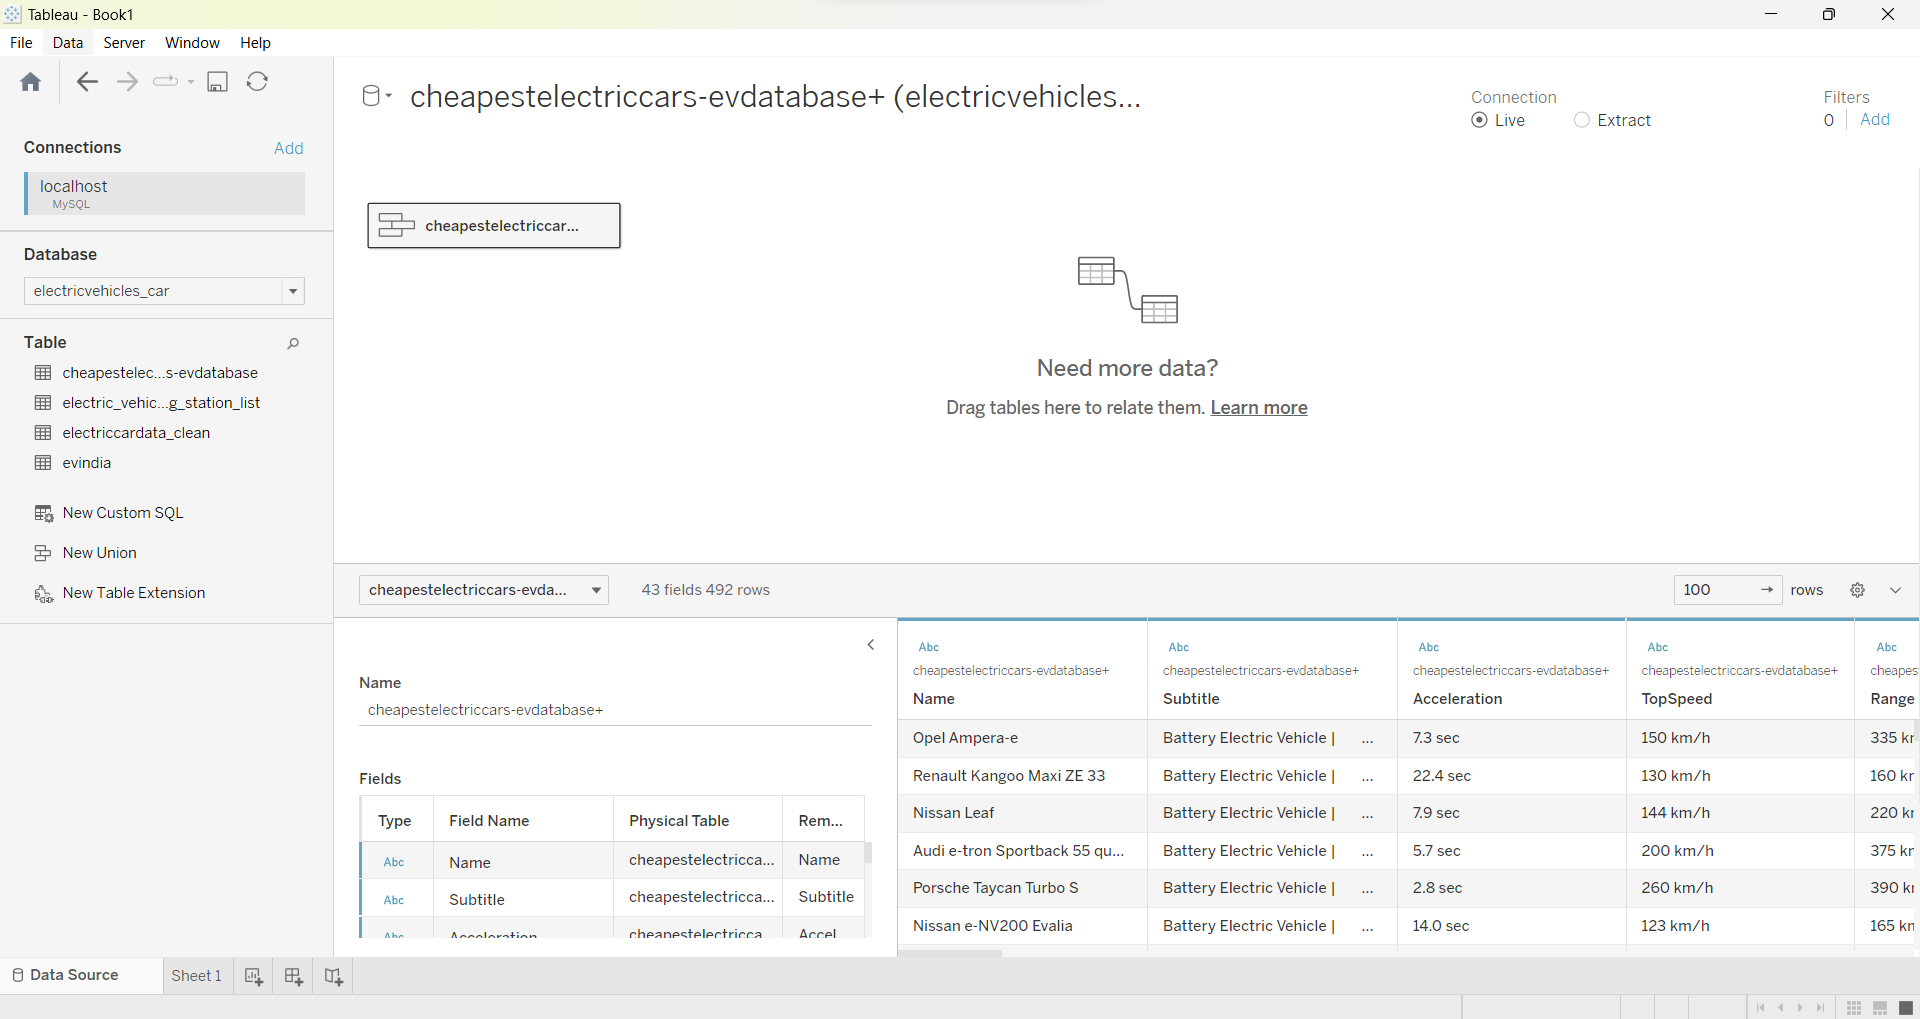 Tableau - Book1
File Data Server Window Help
cheapestelectriccars-evdatabase+ (electricvehicles...
Connection
Live Extract
Filters
0 Add
Connections Add
localhost
MySQL
Database
electricvehicles_car
Table
cheapestelec...s-evdatabase
electric_vehic...g_station_list
electriccardata_clean
evindia
New Custom SQL
New Union
New Table Extension
cheapestelectriccar...
Need more data?
Drag tables here to relate them. Learn more
cheapestelectriccars-evda... 43 fields 492 rows 100 rows
Name
cheapestelectriccars-evdatabase+
Fields
Type Field Name Physical Table Rem...
Abc Name cheapestelectricca... Name
Abc Subtitle cheapestelectricca... Subtitle
Abc Acceleration cheapestelectricca Accel
Abc Abc Abc Abc Abc
cheapestelectriccars-evdatabase+ cheapestelectriccars-evdatabase+ cheapestelectriccars-evdatabase+ cheapestelectriccars-evdatabase+ cheapes
Name Subtitle Acceleration TopSpeed Range
Opel Ampera-e Battery Electric Vehicle | ... 7.3 sec 150 km/h 335 km
Renault Kangoo Maxi ZE 33 Battery Electric Vehicle | ... 22.4 sec 130 km/h 160 km
Nissan Leaf Battery Electric Vehicle | ... 7.9 sec 144 km/h 220 km
Audi e-tron Sportback 55 qu... Battery Electric Vehicle | ... 5.7 sec 200 km/h 375 km
Porsche Taycan Turbo S Battery Electric Vehicle | ... 2.8 sec 260 km/h 390 km
Nissan e-NV200 Evalia Battery Electric Vehicle | ... 14.0 sec 123 km/h 165 km
Data Source Sheet 1